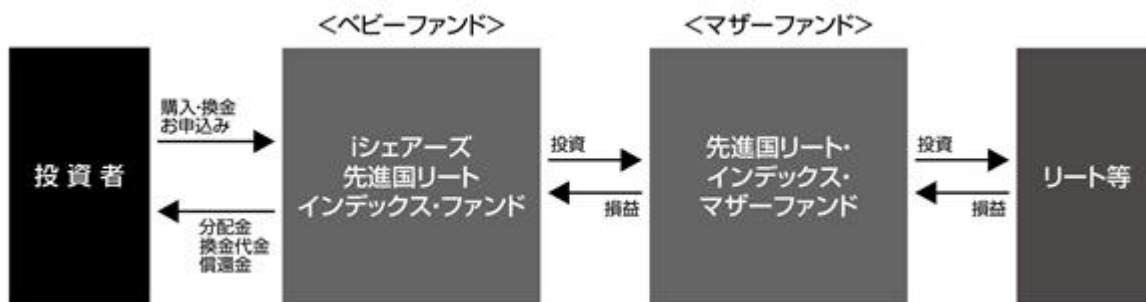 <ベビーファンド>
<マザーファンド>
投資者
購入・換金
お申込み
分配金
換金代金
償還金
iシェアーズ
先進国リート
インデックス・ファンド
投資
損益
先進国リート・
インデックス・
マザーファンド
投資
損益
リート等